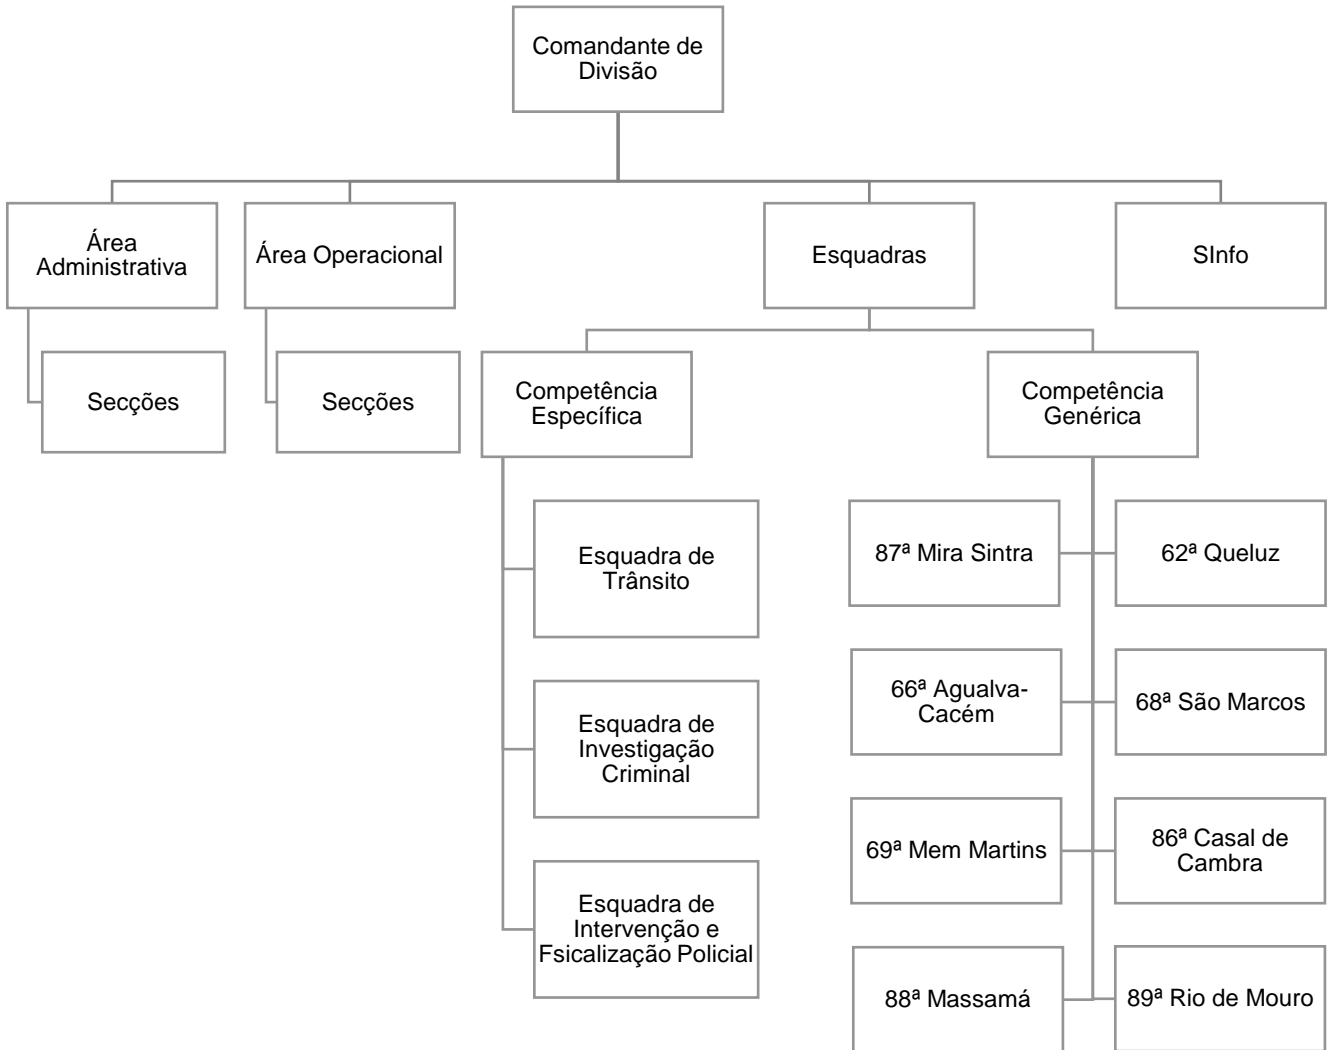 Comandante de
Divisão
Área
Administrativa
Área Operacional
Esquadras
SInfo
Secções
Secções
Competência
Específica
Competência
Genérica
Esquadra de
Trânsito
Esquadra de
Investigação
Criminal
Esquadra de
Intervenção e
Fsicalização Policial
87ª Mira Sintra
62ª Queluz
66ª Agualva-
Cacém
68ª São Marcos
69ª Mem Martins
86ª Casal de
Cambra
88ª Massamá
89ª Rio de Mouro